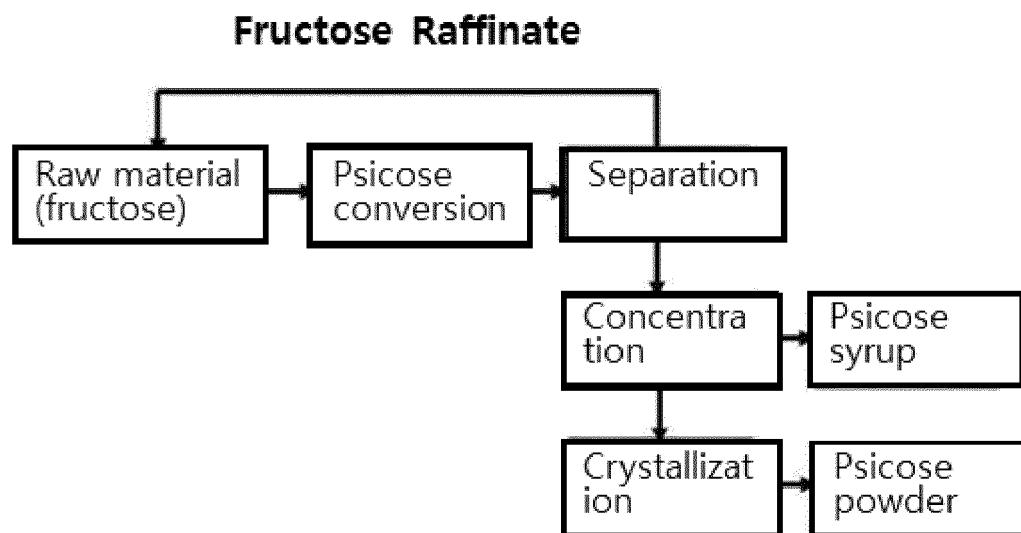 Fructose Raffinate
Raw material
(fructose)
Psicose
conversion
Separation
Concentra
tion
Psicose
syrup
Crystallizat
ion
Psicose
powder